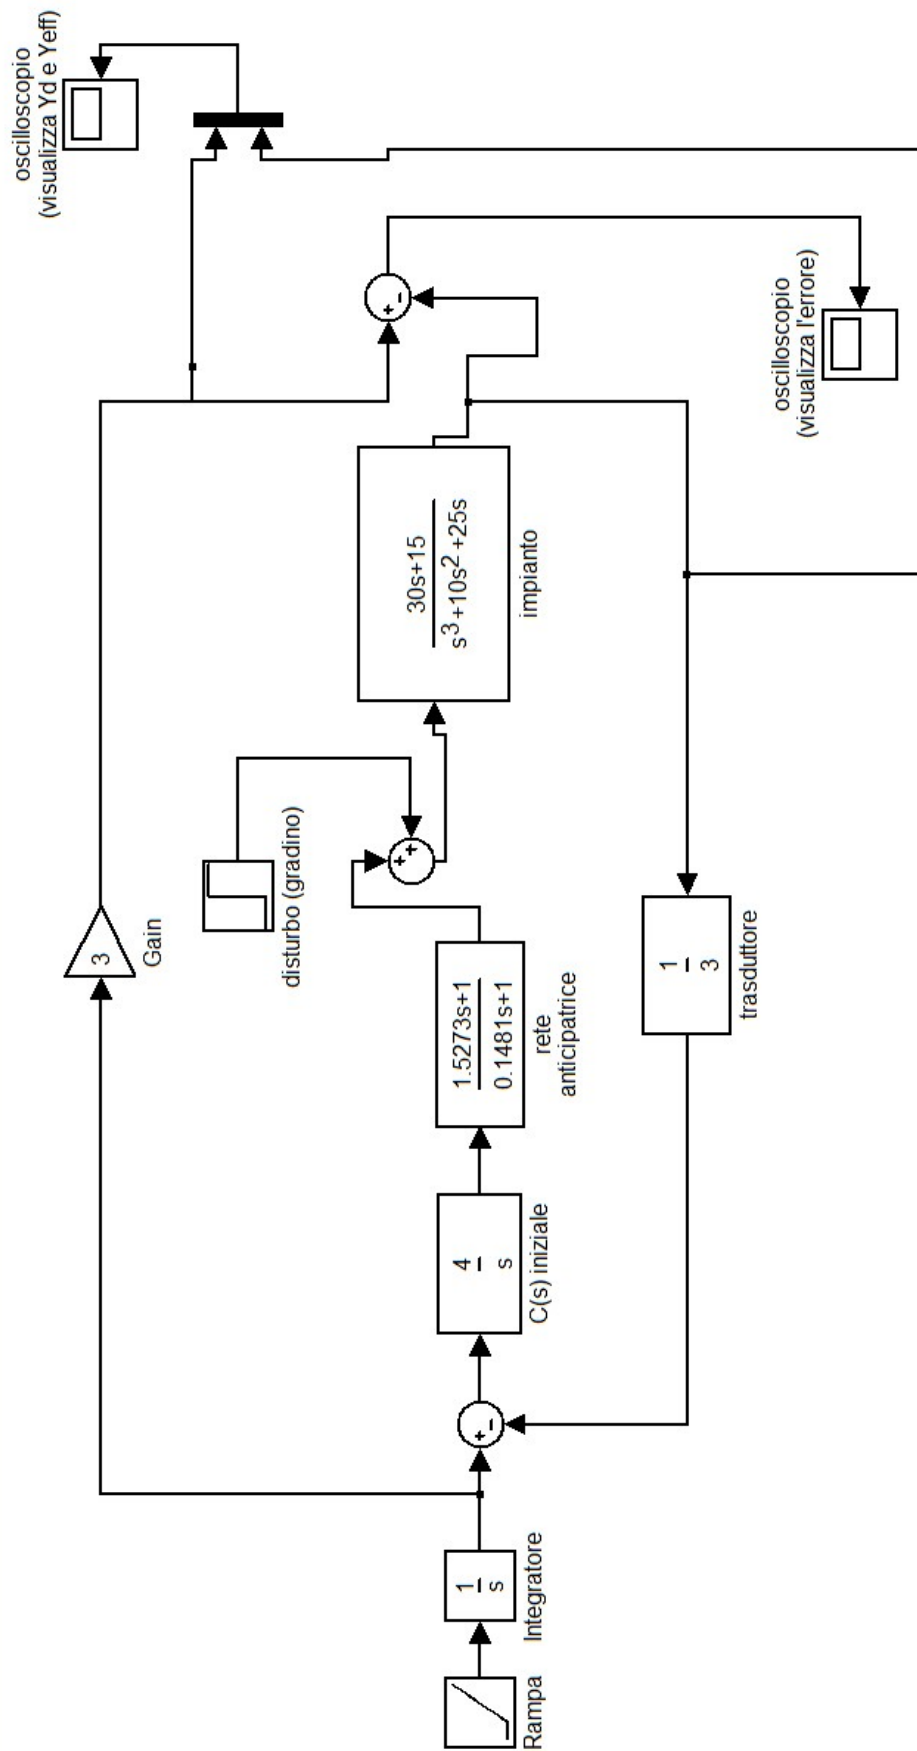 Rampa
1
s
Integratore
+
-
4
s
C(s) iniziale
1.5273s+1
0.1481s+1
rete
anticipatrice
3
Gain
disturbo (gradino)
+
+
30s+15
s³+10s²+25s
impianto
1
3
trasduttore
+
-
oscilloscopio
(visualizza Yd e Yeff)
oscilloscopio
(visualizza l'errore)